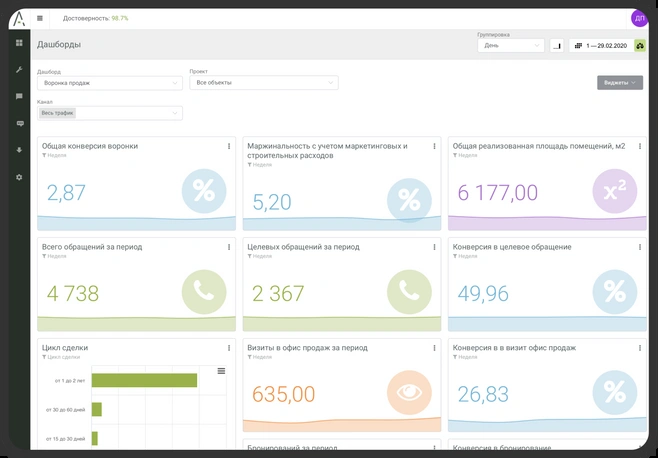 Достоверность: 98.7%
ДП
Дашборды
Группировка
День
1 — 29.02.2020
Дашборд
Воронка продаж
Проект
Все объекты
Виджеты
Канал
Весь трафик
Общая конверсия воронки
Неделя
2,87
%
Маржинальность с учетом маркетинговых и
строительных расходов
Неделя
5,20
%
Общая реализованная площадь помещений, м2
Неделя
6 177,00
x²
Всего обращений за период
Неделя
4 738
Целевых обращений за период
Неделя
2 367
Конверсия в целевое обращение
Неделя
49,96
%
Цикл сделки
Цикл сделки
от 1 до 2 лет
от 30 до 60 дней
от 15 до 30 дней
Визиты в офис продаж за период
Неделя
635,00
Конверсия в в визит офис продаж
Неделя
26,83
%
Бронирований за период
Конверсия в бронирование